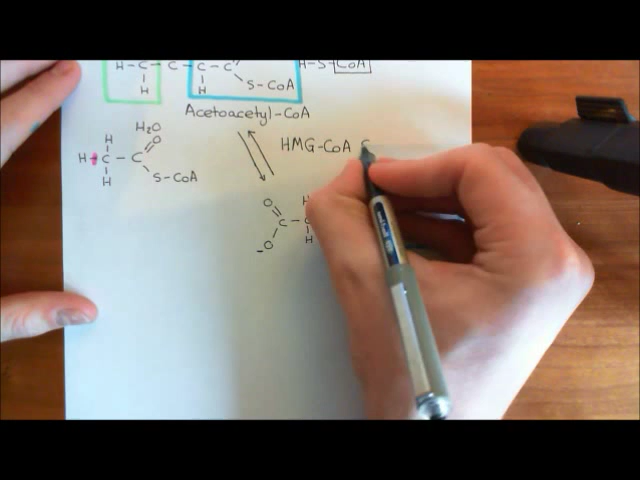 H-C-C-C-C H-S-CoA
H H S-CoA
Acetoacetyl-CoA
H H₂O O
H-C-C HMG-CoA S
H S-CoA
O H
C-C
-O H